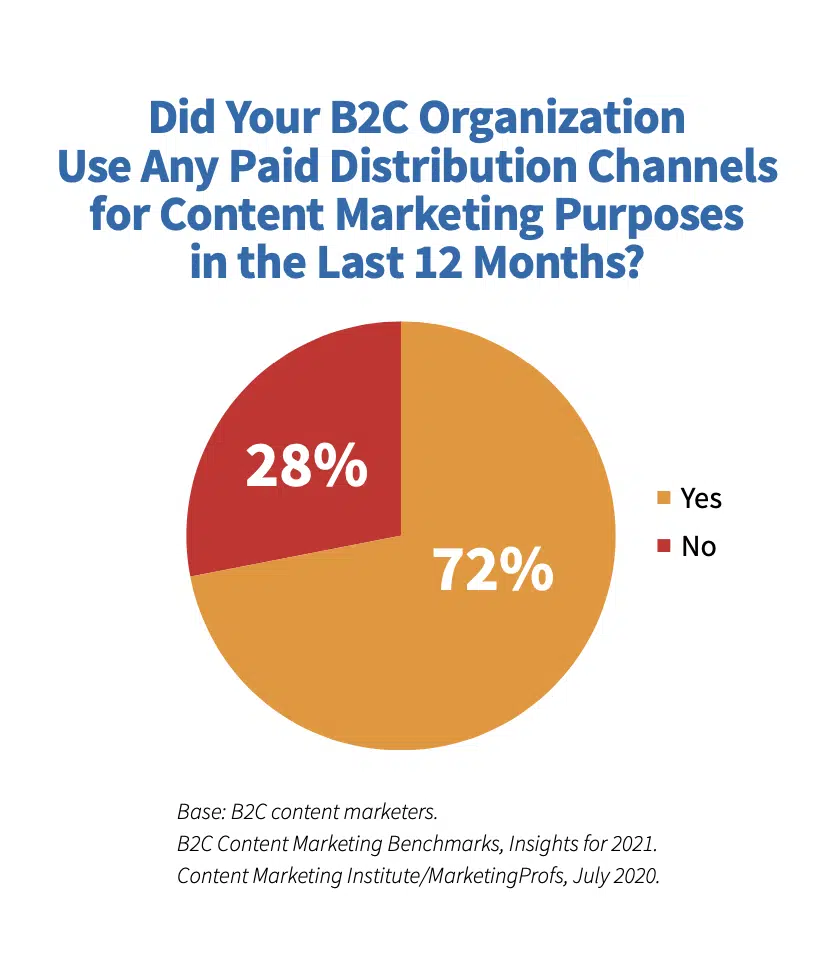 Did Your B2C Organization
Use Any Paid Distribution Channels
for Content Marketing Purposes
in the Last 12 Months?
28%
72%
Yes
No
Base: B2C content marketers.
B2C Content Marketing Benchmarks, Insights for 2021.
Content Marketing Institute/MarketingProfs, July 2020.